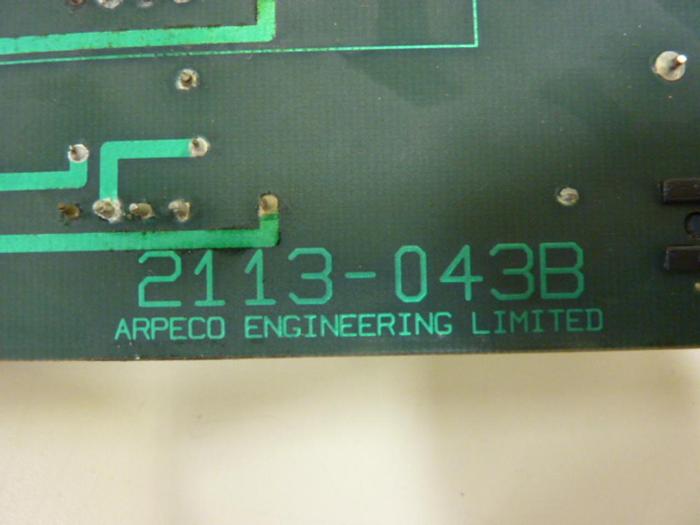 2113-043B
ARPECO ENGINEERING LIMITED